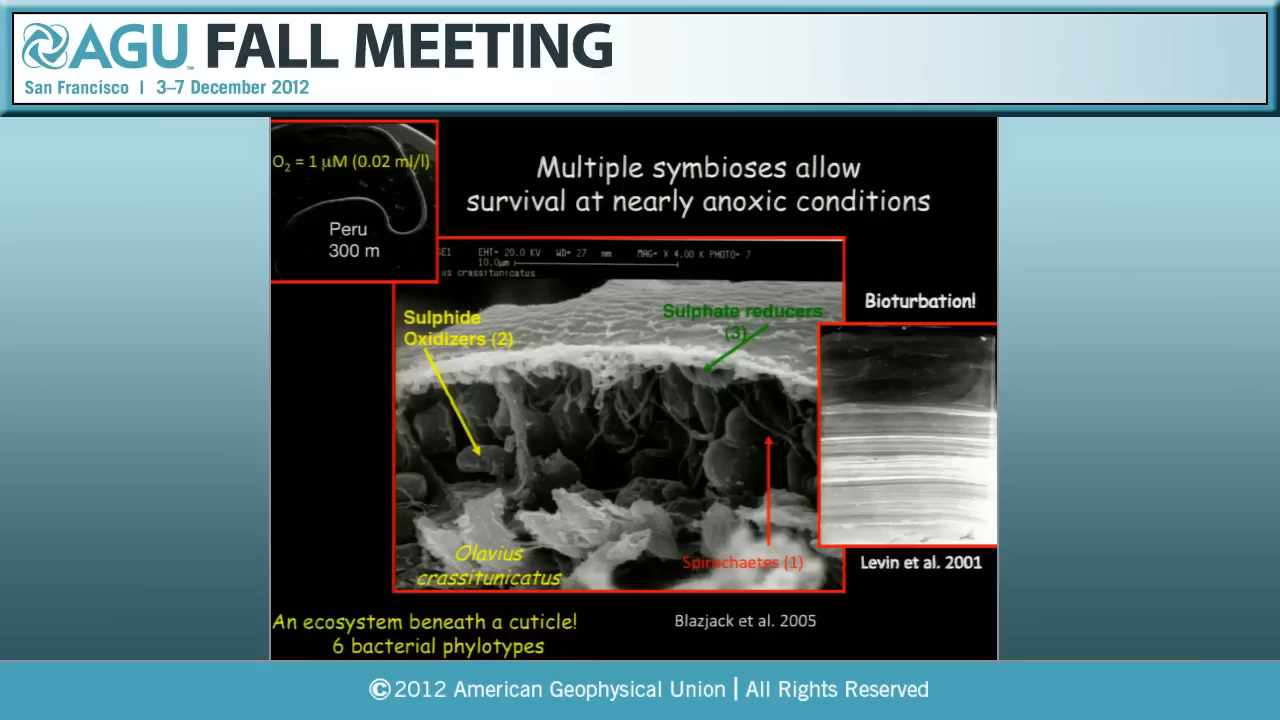 AGU FALL MEETING
San Francisco | 3–7 December 2012
O2 = 1 µM (0.02 ml/l)
Peru
300 m
Multiple symbioses allow
survival at nearly anoxic conditions
SE1 EHT= 20.0 KV WD= 27 mm MAG= X 4.00 K PHOTO= 7
10.0µm
us crassitunicatus
Sulphide
Oxidizers (2)
Sulphate reducers
(3)
Bioturbation!
Olavius
crassitunicatus
Spirochaetes (1)
Levin et al. 2001
An ecosystem beneath a cuticle!
6 bacterial phylotypes
Blazjack et al. 2005
© 2012 American Geophysical Union | All Rights Reserved